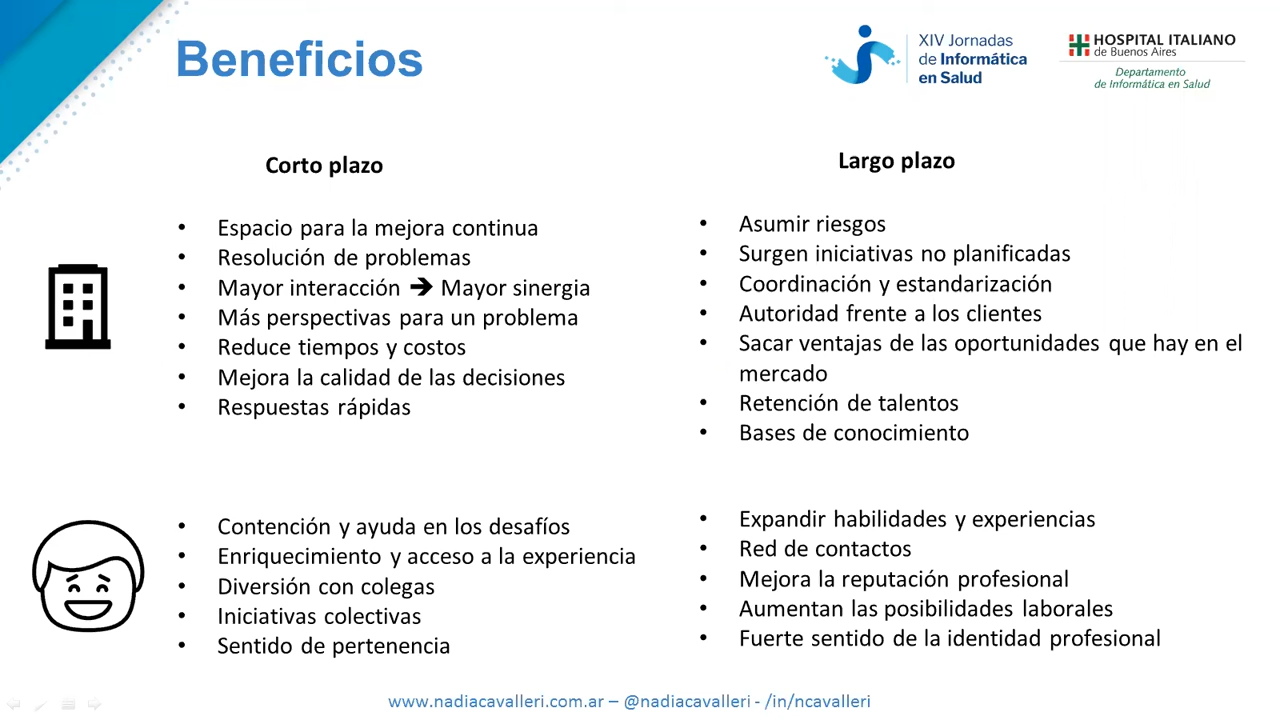 Beneficios
XIV Jornadas
de Informática
en Salud
HOSPITAL ITALIANO
de Buenos Aires
Departamento
de Informática en Salud
Corto plazo
• Espacio para la mejora continua
• Resolución de problemas
• Mayor interacción ➔ Mayor sinergia
• Más perspectivas para un problema
• Reduce tiempos y costos
• Mejora la calidad de las decisiones
• Respuestas rápidas
Largo plazo
• Asumir riesgos
• Surgen iniciativas no planificadas
• Coordinación y estandarización
• Autoridad frente a los clientes
• Sacar ventajas de las oportunidades que hay en el
mercado
• Retención de talentos
• Bases de conocimiento
• Contención y ayuda en los desafíos
• Enriquecimiento y acceso a la experiencia
• Diversión con colegas
• Iniciativas colectivas
• Sentido de pertenencia
• Expandir habilidades y experiencias
• Red de contactos
• Mejora la reputación profesional
• Aumentan las posibilidades laborales
• Fuerte sentido de la identidad profesional
www.nadiacavalleri.com.ar – @nadiacavalleri - /in/ncavalleri